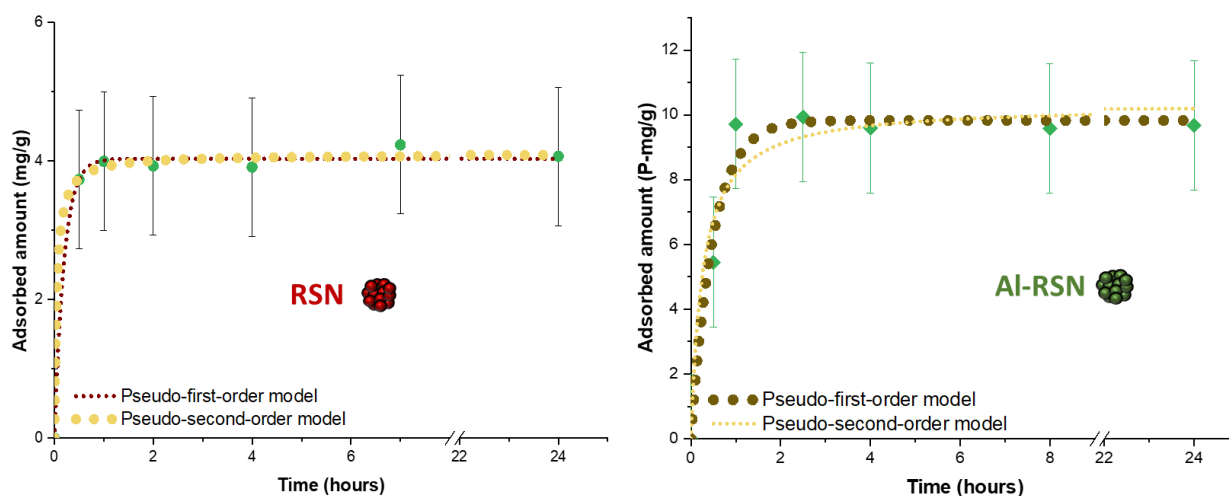 Adsorbed amount (mg/g)
6
4
2
0
RSN
Pseudo-first-order model
Pseudo-second-order model
0 2 4 6 22 24
Time (hours)
Adsorbed amount (P-mg/g)
12
10
8
6
4
2
0
Al-RSN
Pseudo-first-order model
Pseudo-second-order model
0 2 4 6 8 22 24
Time (hours)